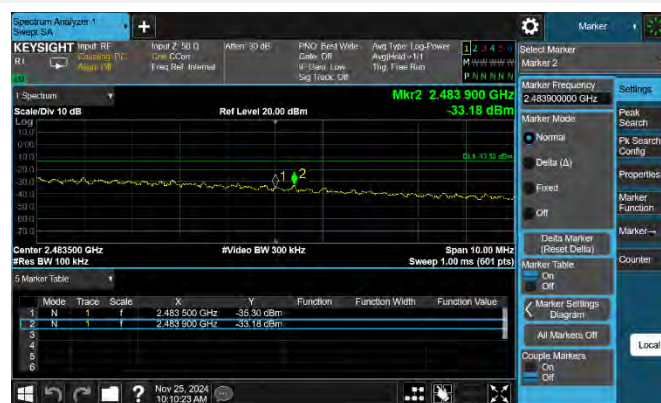 Spectrum Analyzer 1
Swept SA
+
Marker
KEYSIGHT Input: RF Input Z: 50 Ω Atten: 30 dB PNO: Best Wide Avg Type: Log-Power 1 2 3 4 5 6
RL Coupling: DC Corr: CCorr Gate: Off Avg|Hold:>1/1 M W W W W W
Align: Off Freq Ref: Internal IF Gain: Low Trig: Free Run
Sig Track: Off P N N N N N
Select Marker
Marker 2
1 Spectrum
Mkr2 2.483 900 GHz
Scale/Div 10 dB Ref Level 20.00 dBm -33.18 dBm
Log
10.0
0.00
-10.0
DL1 -13.52 dBm
-20.0
-30.0
1 2
-40.0
-50.0
-60.0
-70.0
Center 2.483500 GHz #Video BW 300 kHz Span 10.00 MHz
#Res BW 100 kHz Sweep 1.00 ms (601 pts)
5 Marker Table
Mode Trace Scale X Y Function Function Width Function Value
1 N 1 f 2.483 500 GHz -35.30 dBm
2 N 1 f 2.483 900 GHz -33.18 dBm
3
4
5
6
Marker Frequency
2.483900000 GHz
Marker Mode
Normal
Delta (Δ)
Fixed
Off
Delta Marker
(Reset Delta)
Marker Table
On
Off
Marker Settings
Diagram
All Markers Off
Couple Markers
On
Off
Settings
Peak
Search
Pk Search
Config
Properties
Marker
Function
Marker→
Counter
Local
? Nov 25, 2024
10:10:23 AM